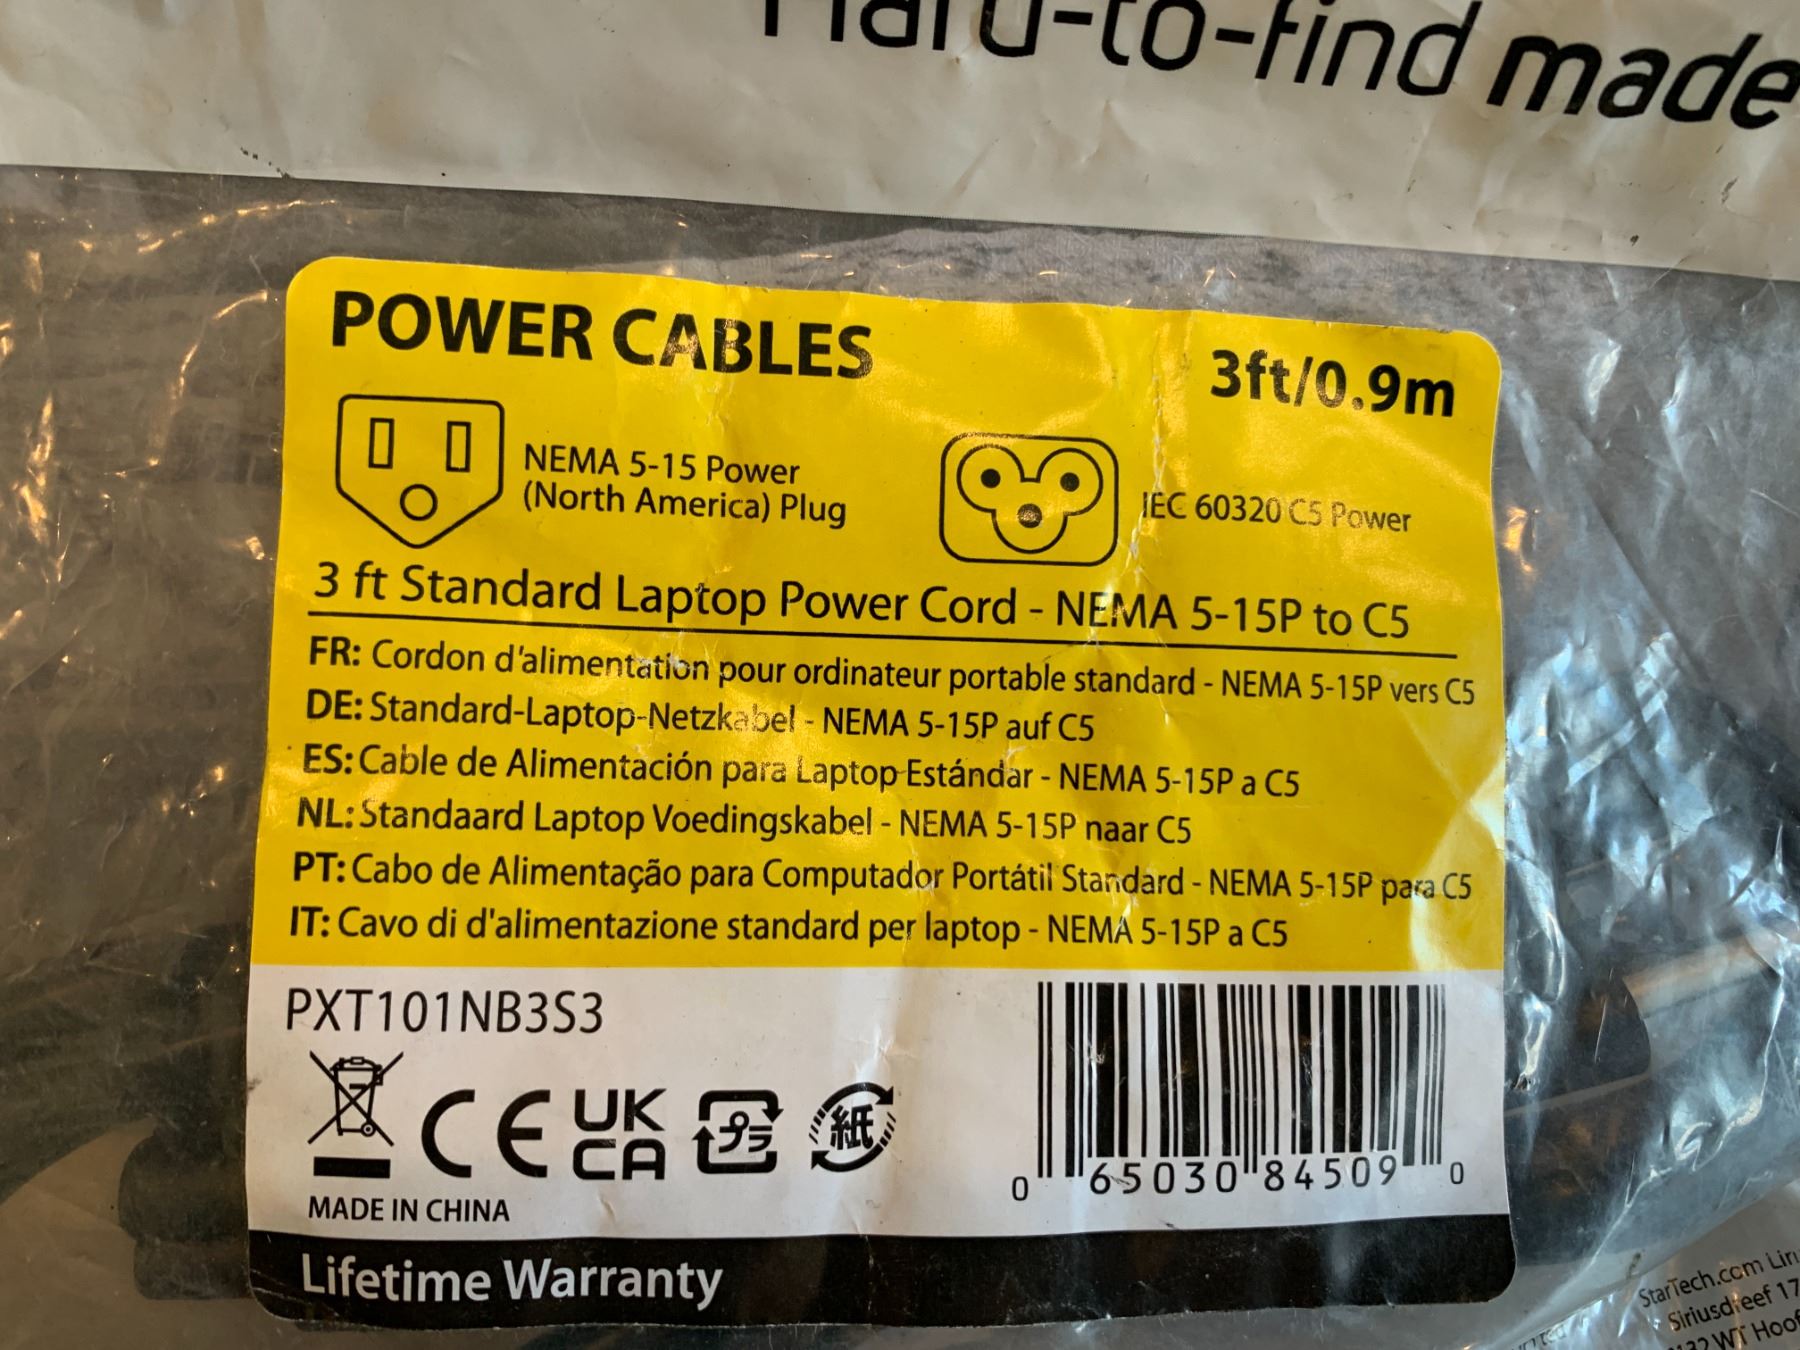 Hard-to-find made
POWER CABLES
3ft/0.9m
NEMA 5-15 Power
(North America) Plug
IEC 60320 C5 Power
3 ft Standard Laptop Power Cord - NEMA 5-15P to C5
FR: Cordon d'alimentation pour ordinateur portable standard - NEMA 5-15P vers C5
DE: Standard-Laptop-Netzkabel - NEMA 5-15P auf C5
ES: Cable de Alimentación para Laptop Estándar - NEMA 5-15P a C5
NL: Standaard Laptop Voedingskabel - NEMA 5-15P naar C5
PT: Cabo de Alimentação para Computador Portátil Standard - NEMA 5-15P para C5
IT: Cavo di d'alimentazione standard per laptop - NEMA 5-15P a C5
PXT101NB3S3
CE UK
CA
プラ
紙
0 65030 84509 0
MADE IN CHINA
Lifetime Warranty
StarTech.com
Siriusdreef 17
WT